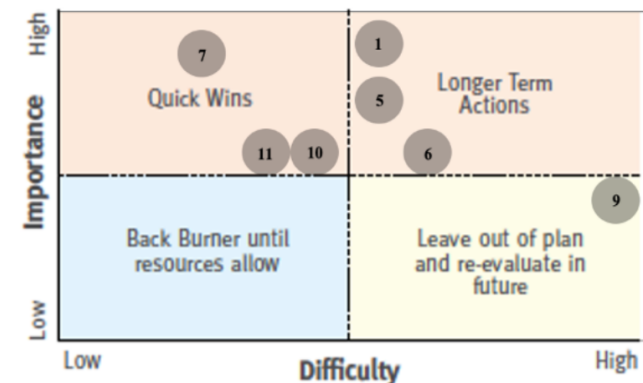 High
Importance
Low
7
Quick Wins
11
10
1
5
Longer Term
Actions
6
9
Back Burner until
resources allow
Leave out of plan
and re-evaluate in
future
Low
Difficulty
High